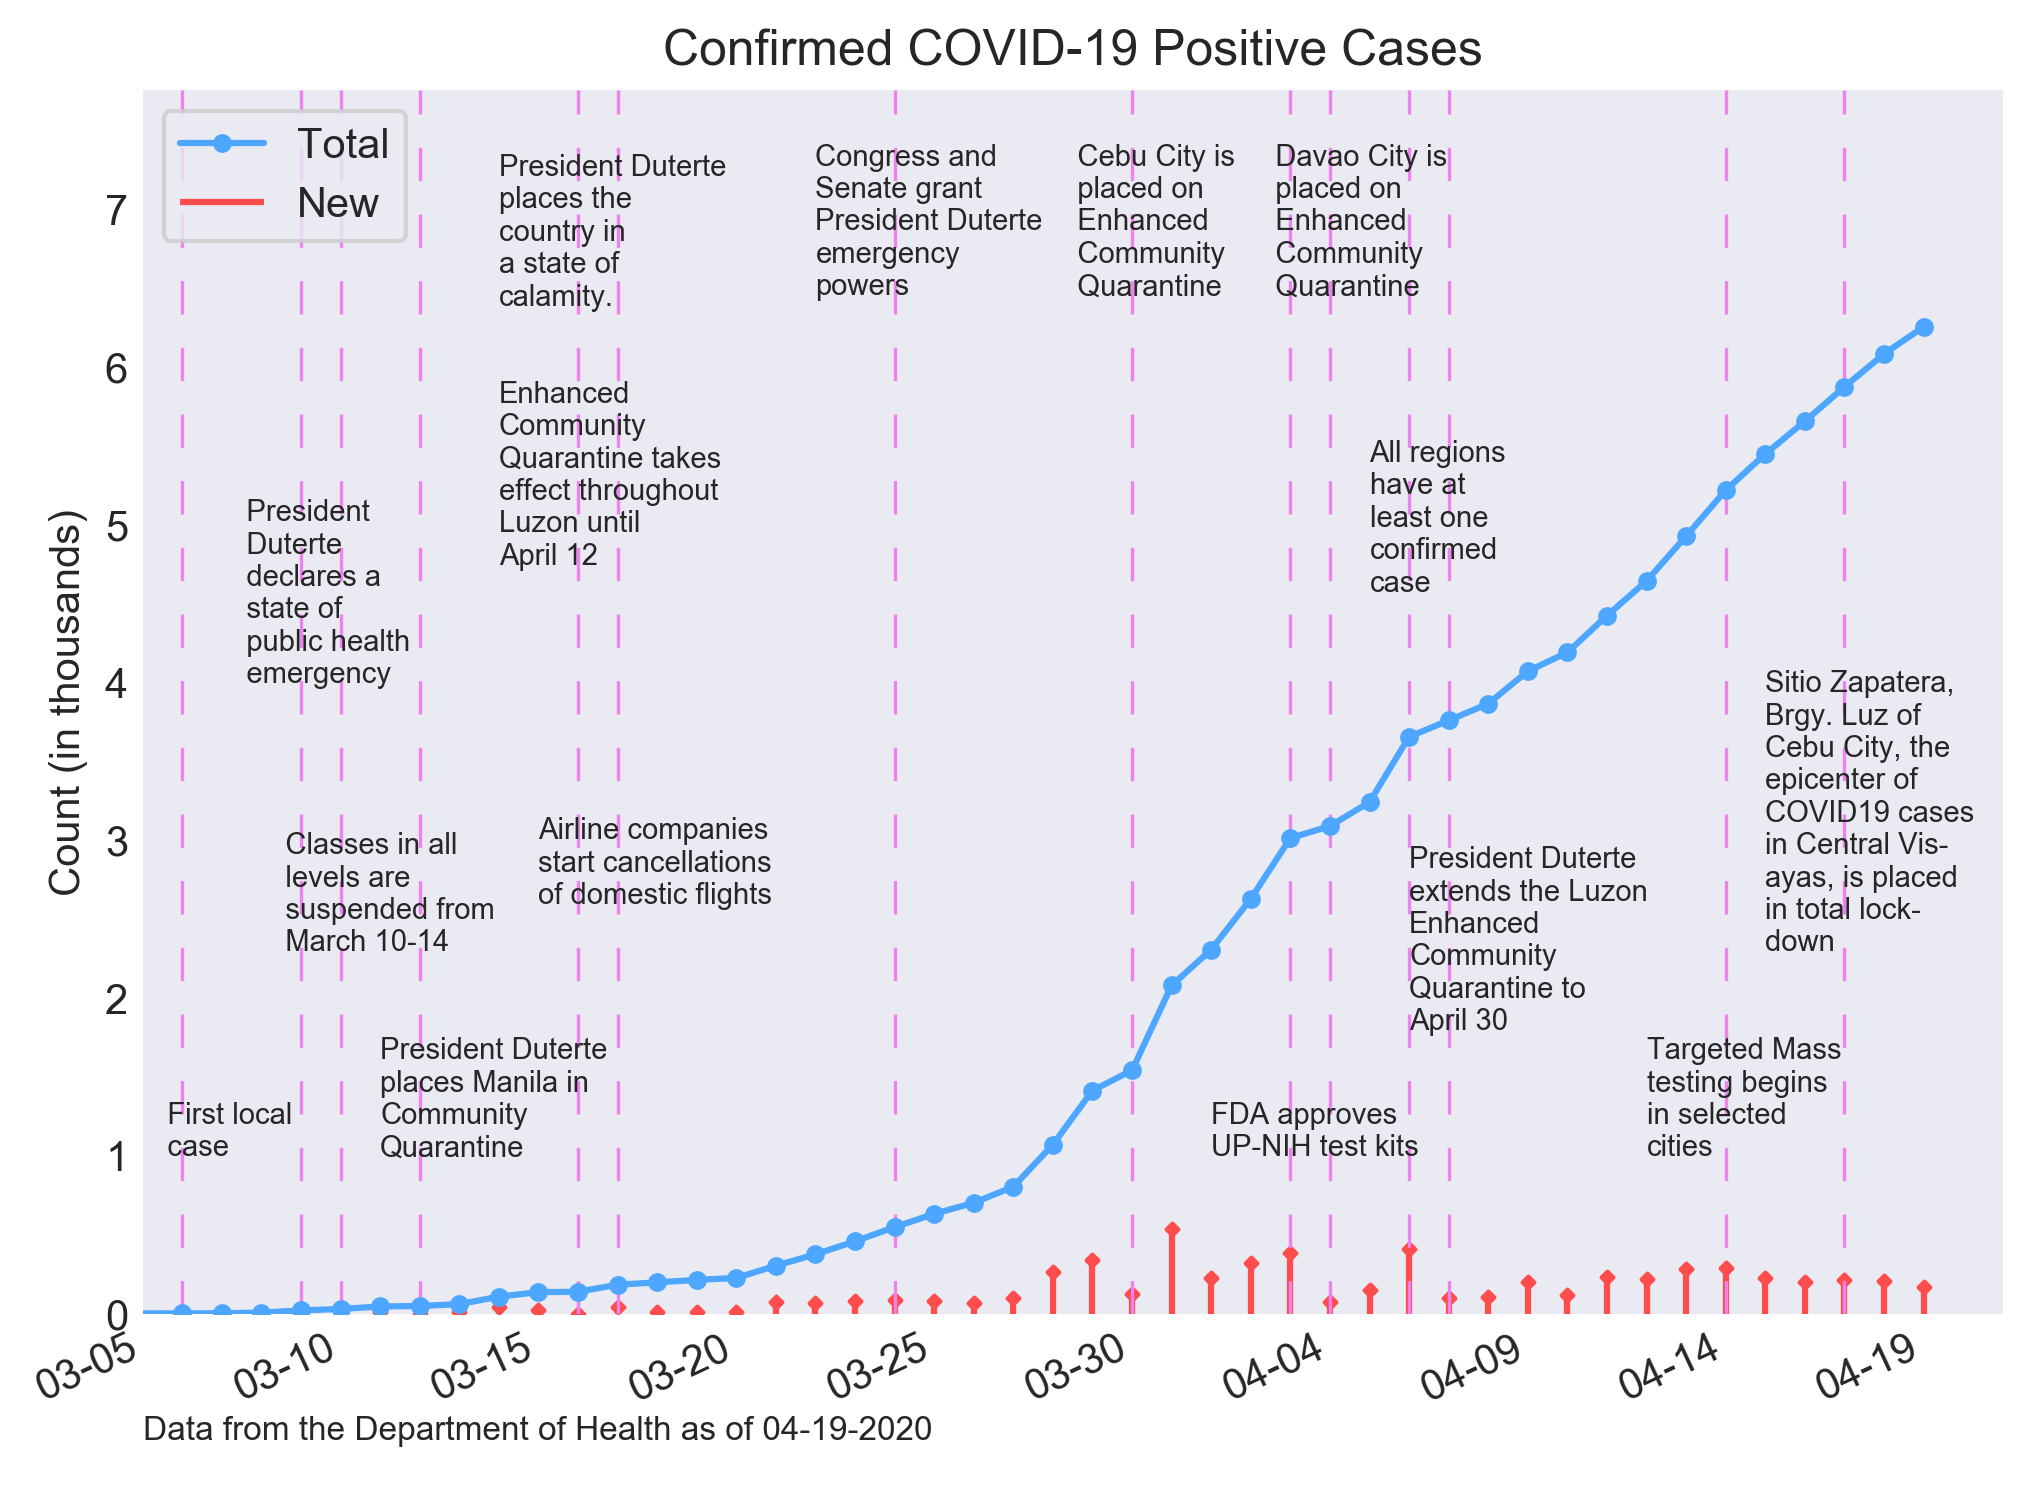 Confirmed COVID-19 Positive Cases
Total
New
President Duterte
places the
country in
a state of
calamity.
Congress and
Senate grant
President Duterte
emergency
powers
Cebu City is
placed on
Enhanced
Community
Quarantine
Davao City is
placed on
Enhanced
Community
Quarantine
Enhanced
Community
Quarantine takes
effect throughout
Luzon until
April 12
All regions
have at
least one
confirmed
case
President
Duterte
declares a
state of
public health
emergency
Sitio Zapatera,
Brgy. Luz of
Cebu City, the
epicenter of
COVID19 cases
in Central Vis-
ayas, is placed
in total lock-
down
Classes in all
levels are
suspended from
March 10-14
Airline companies
start cancellations
of domestic flights
President Duterte
extends the Luzon
Enhanced
Community
Quarantine to
April 30
President Duterte
places Manila in
Community
Quarantine
First local
case
FDA approves
UP-NIH test kits
Targeted Mass
testing begins
in selected
cities
Count (in thousands)
7
6
5
4
3
2
1
0
03-05
03-10
03-15
03-20
03-25
03-30
04-04
04-09
04-14
04-19
Data from the Department of Health as of 04-19-2020